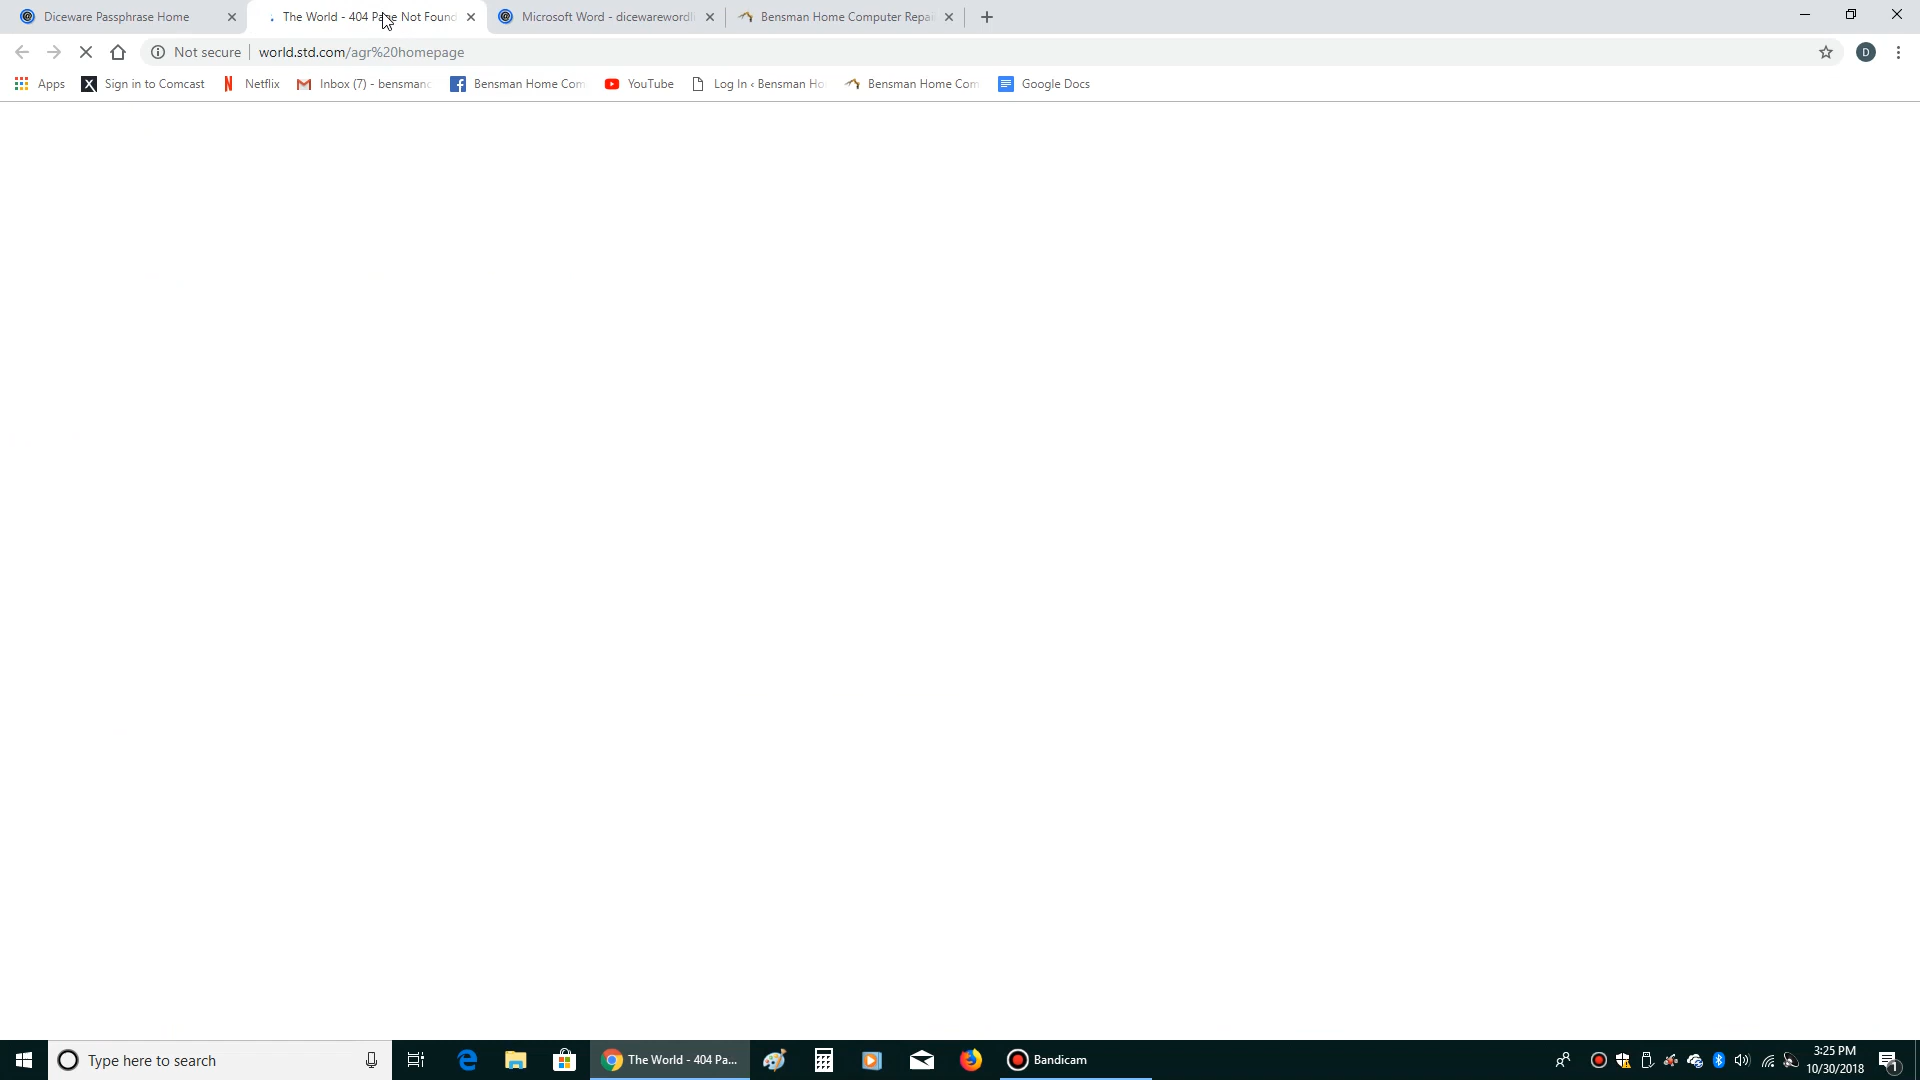 Diceware Passphrase Home
The World - 404 Page Not Found
Microsoft Word - dicewarewordl
Bensman Home Computer Repai
Not secure
world.std.com/agr%20homepage
Apps
Sign in to Comcast
Netflix
Inbox (7) - bensmanc
Bensman Home Com
YouTube
Log In ‹ Bensman Ho
Bensman Home Com
Google Docs
D
Type here to search
The World - 404 Pa...
Bandicam
3:25 PM
10/30/2018
1